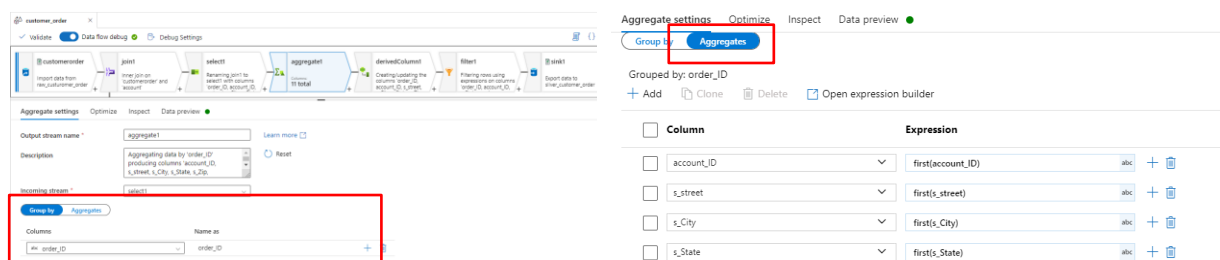 customer_order ×
Validate Data flow debug Debug Settings
customerorder
Import data from
raw_custuromer_order
join1
Inner join on
'customerorder' and
'account'
select1
Renaming join1 to
select1 with columns
'order_ID, account_ID,
aggregate1
Columns:
11 total
derivedColumn1
Creating/updating the
columns 'order_ID,
account_ID, s_street,
filter1
Filtering rows using
expressions on columns
'order_ID, account_ID,
sink1
Export data to
silver_customer_order
Aggregate settings Optimize Inspect Data preview
Output stream name * aggregate1 Learn more
Description Aggregating data by 'order_ID' Reset
producing columns 'account_ID,
s_street, s_City, s_State, s_Zip,
Incoming stream * select1
Group by Aggregates
Columns Name as
abc order_ID order_ID
Aggregate settings Optimize Inspect Data preview
Group by Aggregates
Grouped by: order_ID
+ Add Clone Delete Open expression builder
Column Expression
account_ID first(account_ID) abc
s_street first(s_street) abc
s_City first(s_City) abc
s_State first(s_State) abc